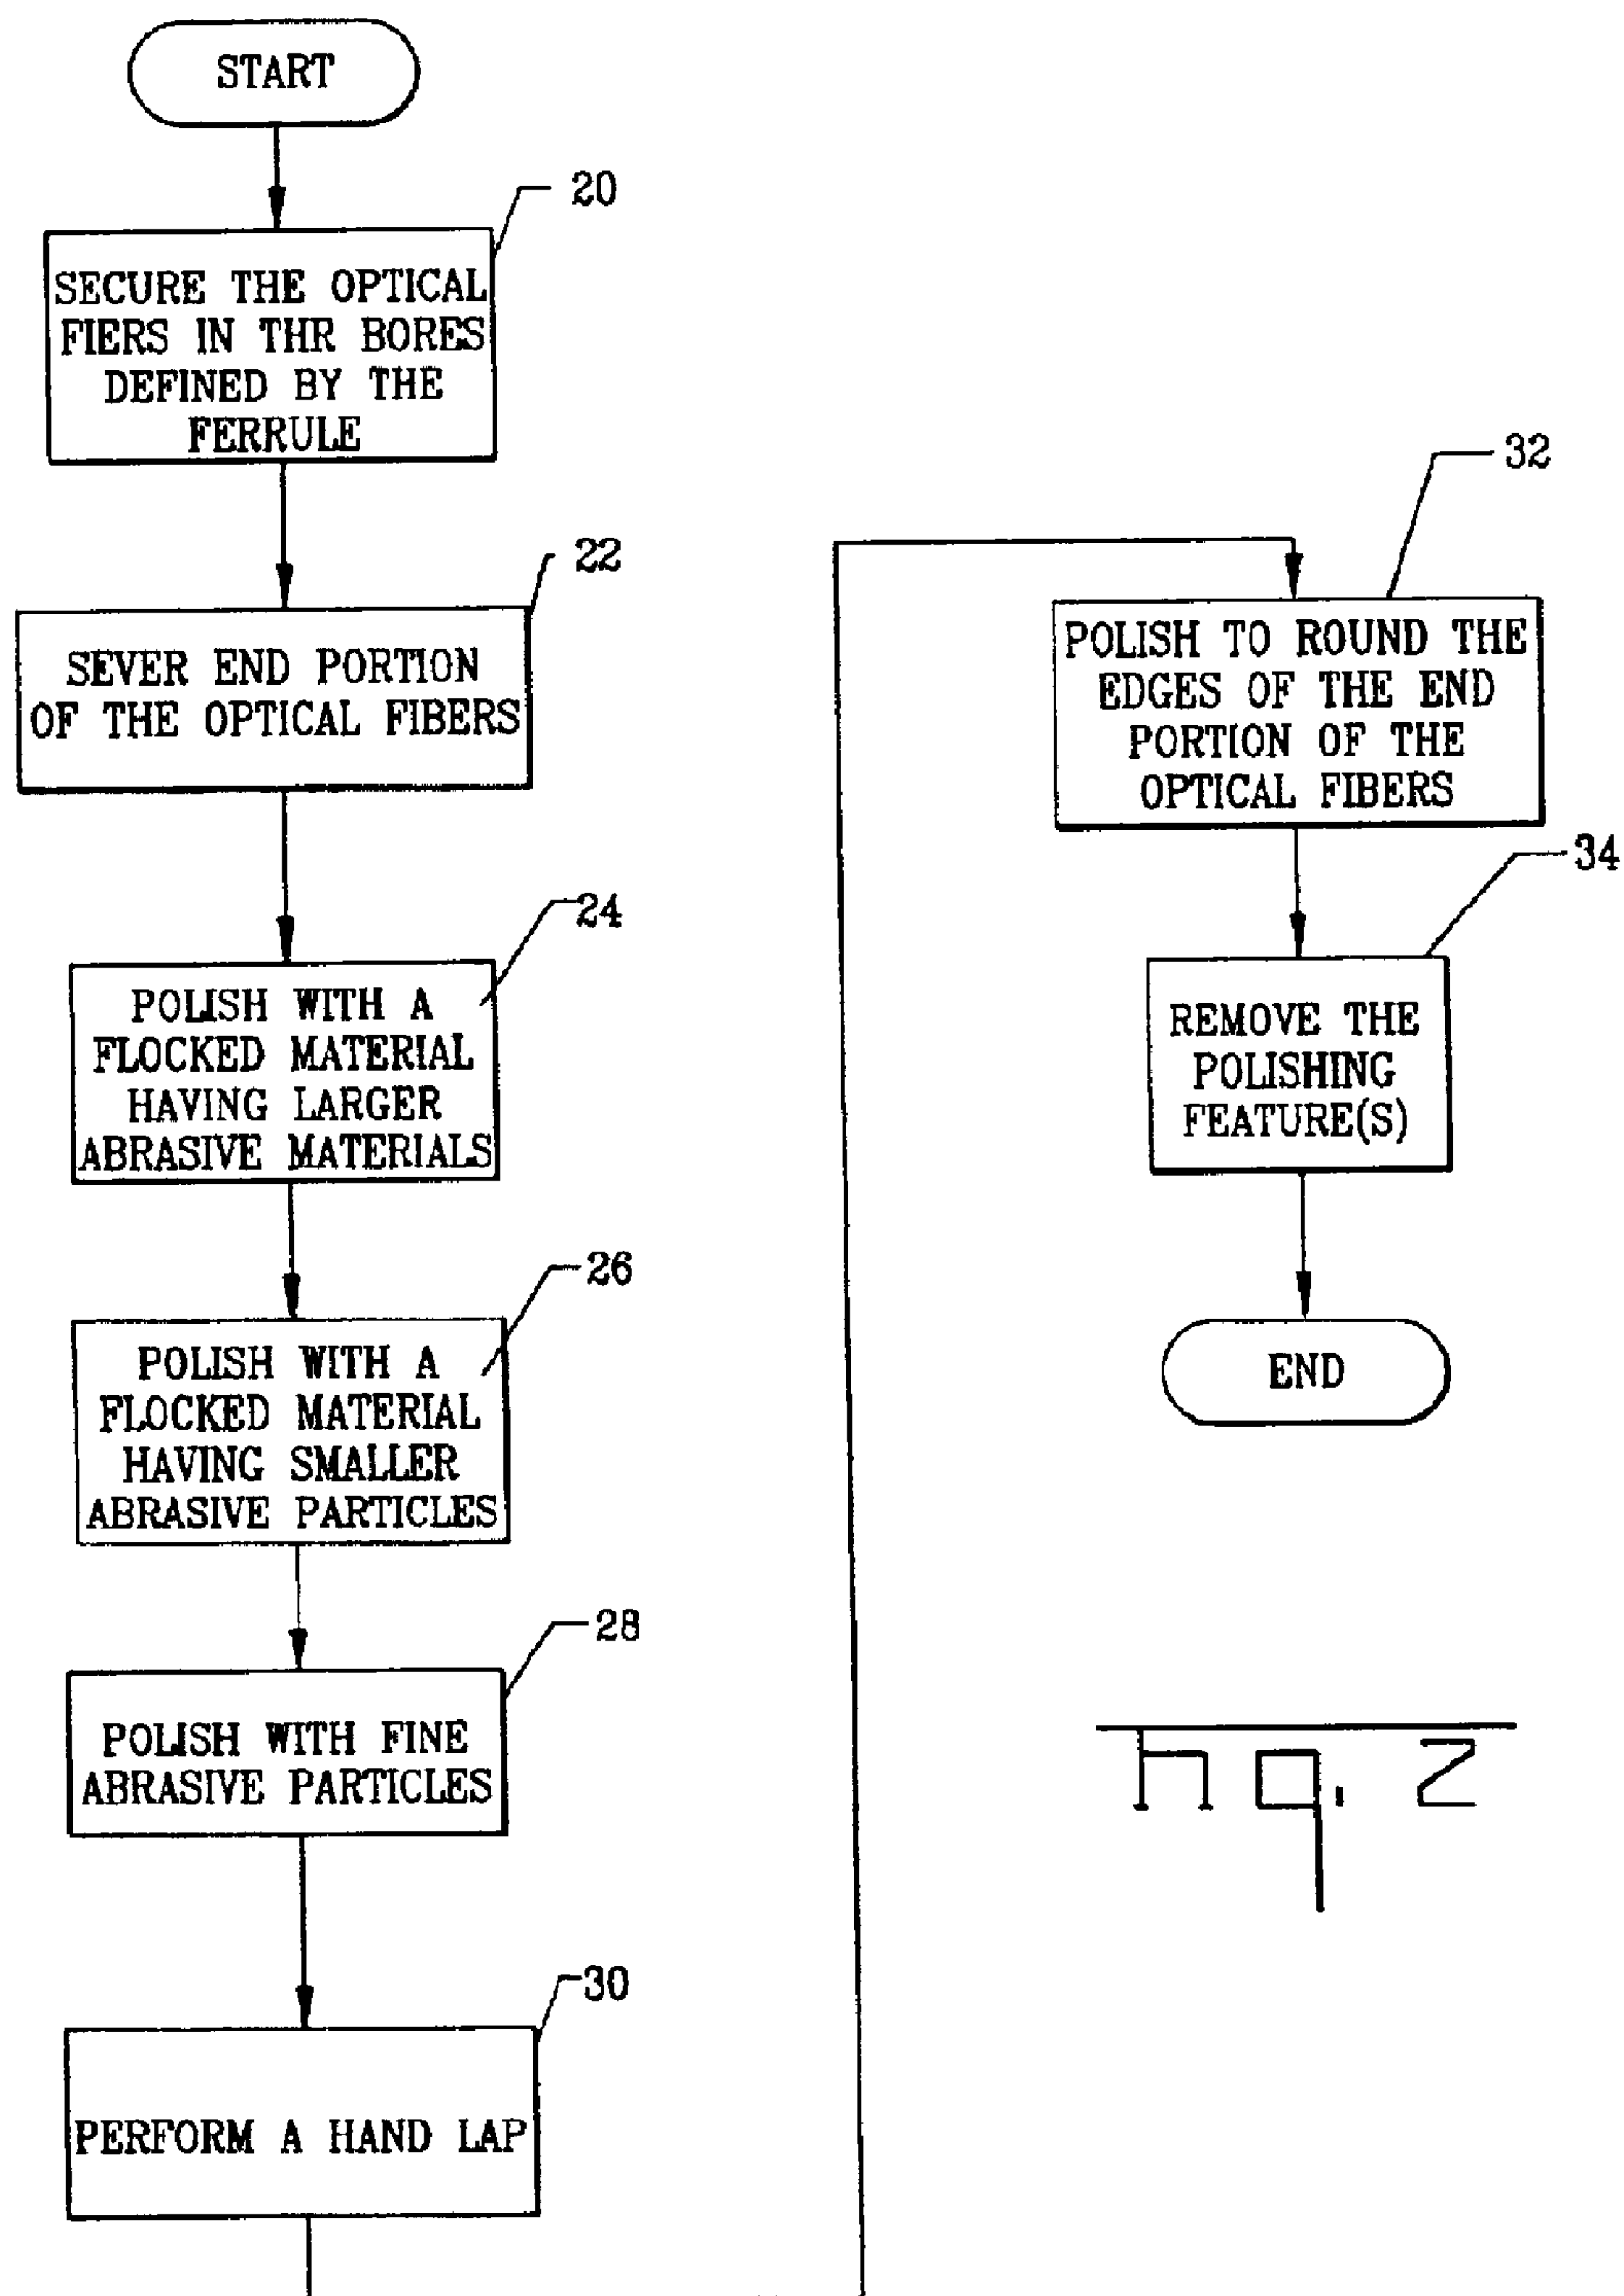 START
20
SECURE THE OPTICAL
FIERS IN THR BORES
DEFINED BY THE
FERRULE
22
SEVER END PORTION
OF THE OPTICAL FIBERS
24
POLISH WITH A
FLOCKED MATERIAL
HAVING LARGER
ABRASIVE MATERIALS
26
POLISH WITH A
FLOCKED MATERIAL
HAVING SMALLER
ABRASIVE PARTICLES
28
POLISH WITH FINE
ABRASIVE PARTICLES
30
PERFORM A HAND LAP
32
POLISH TO ROUND THE
EDGES OF THE END
PORTION OF THE
OPTICAL FIBERS
34
REMOVE THE
POLISHING
FEATURE(S)
END
Fig. 2